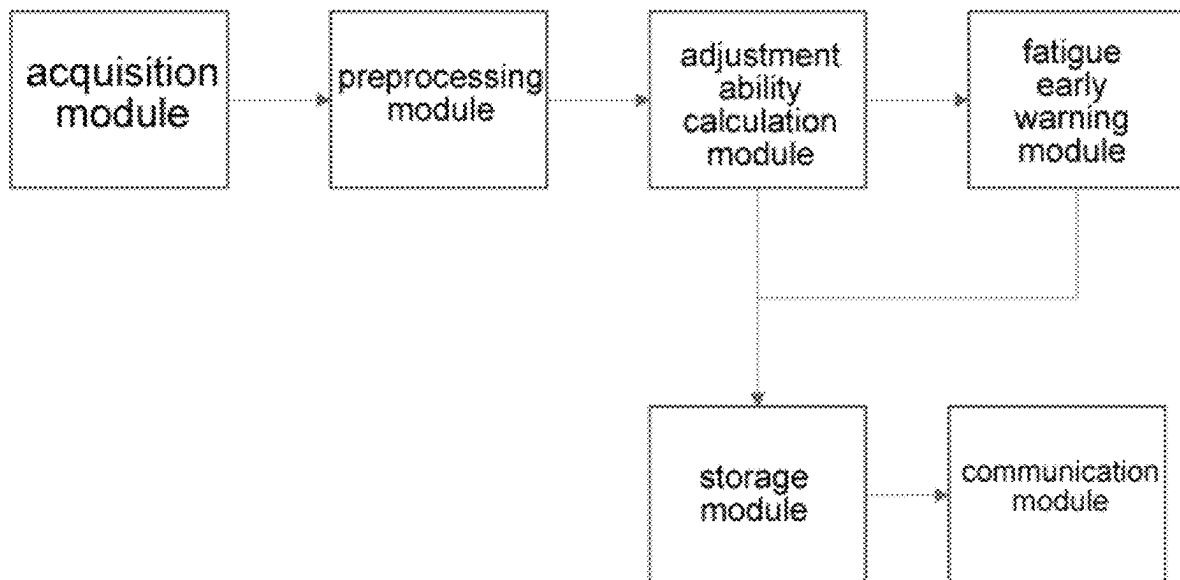 acquisition
module
preprocessing
module
adjustment
ability
calculation
module
fatigue
early
warning
module
storage
module
communication
module